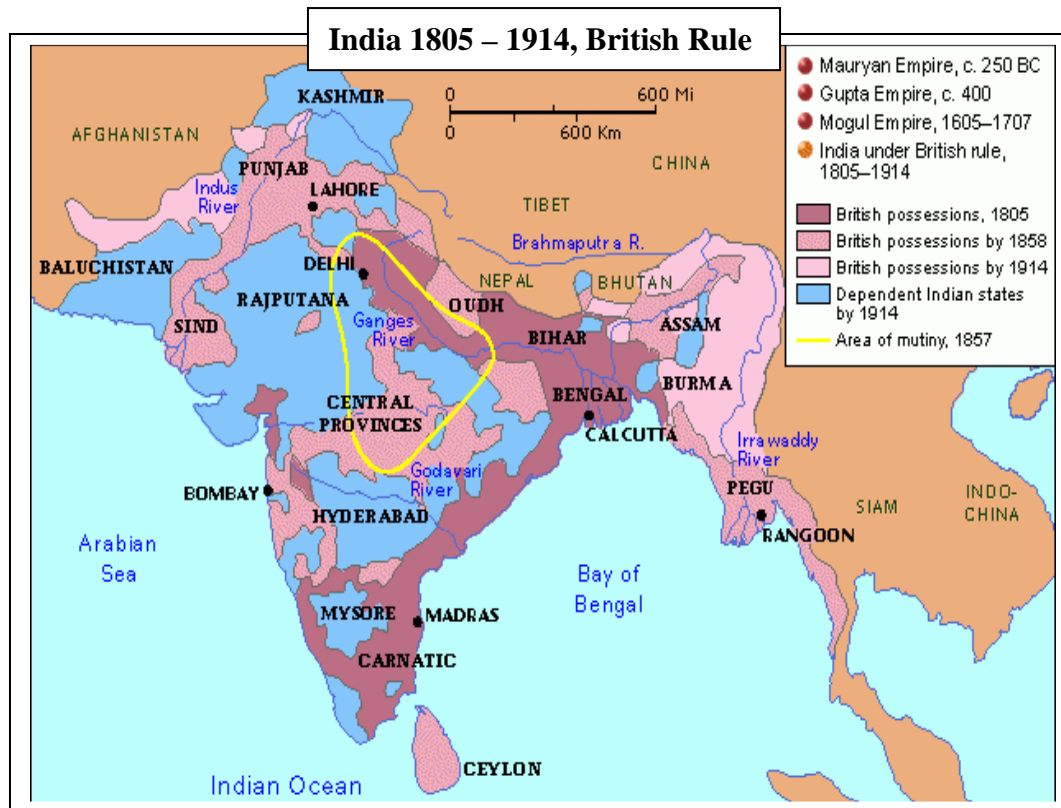 India 1805 – 1914, British Rule
KASHMIR
0 600 Mi
0 600 Km
AFGHANISTAN
CHINA
PUNJAB
Indus
River
LAHORE
TIBET
Brahmaputra R.
BALUCHISTAN
DELHI
NEPAL
BHUTAN
RAJPUTANA
OUDH
SIND
Ganges
River
BIHAR
ASSAM
BURMA
CENTRAL
PROVINCES
BENGAL
CALCUTTA
Irrawaddy
River
Godavari
River
BOMBAY
HYDERABAD
PEGU
SIAM
INDO-
CHINA
RANGOON
Arabian
Sea
Bay of
Bengal
MYSORE
MADRAS
CARNATIC
CEYLON
Indian Ocean
Mauryan Empire, c. 250 BC
Gupta Empire, c. 400
Mogul Empire, 1605–1707
India under British rule,
1805–1914
British possessions, 1805
British possessions by 1858
British possessions by 1914
Dependent Indian states
by 1914
Area of mutiny, 1857